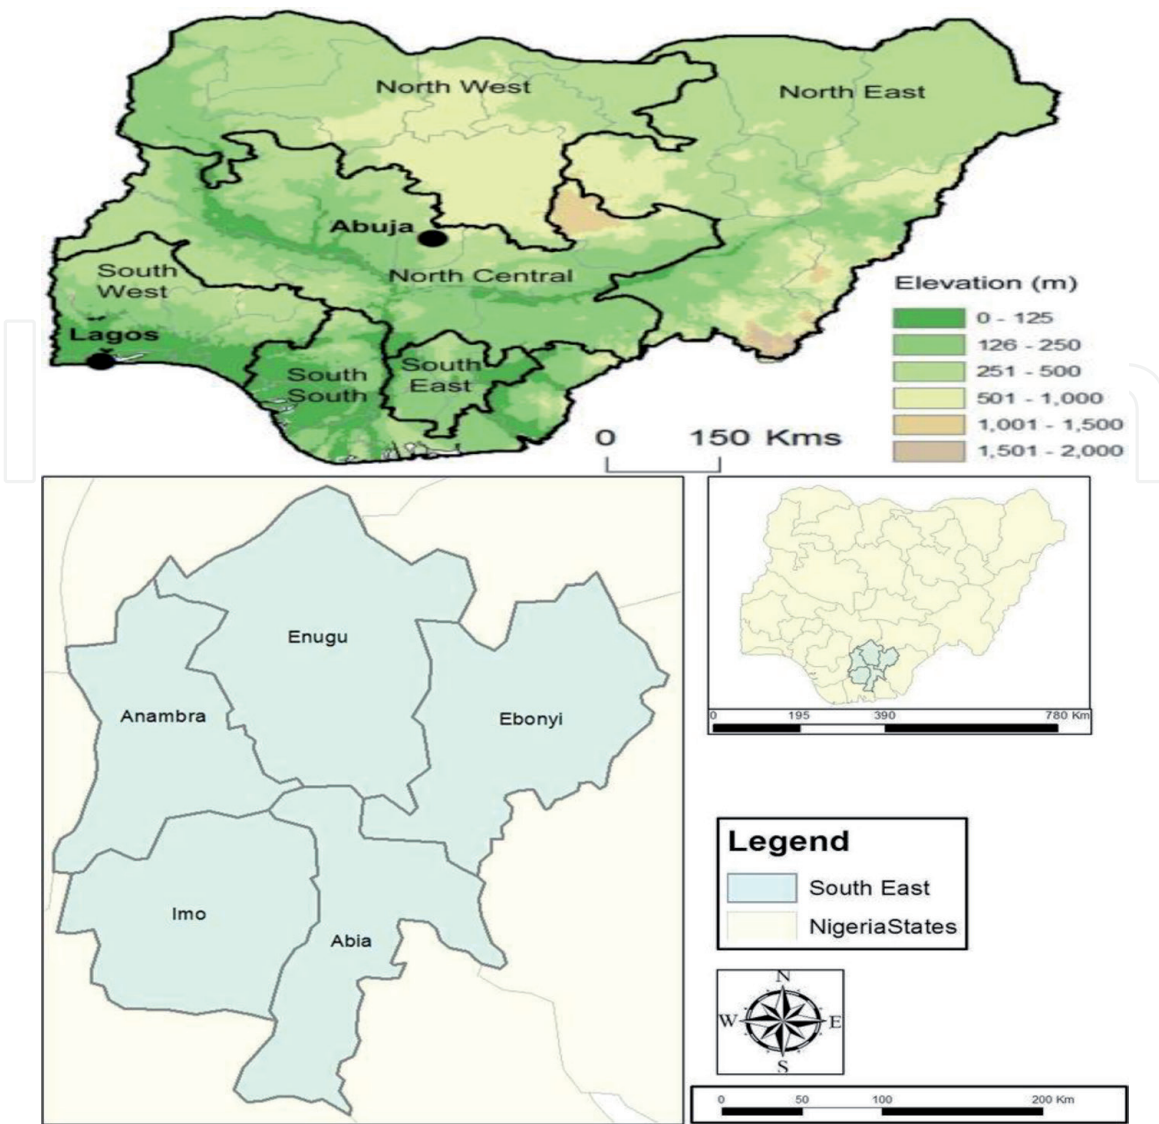 North West
North East
Abuja
North Central
South
West
Lagos
South
South
South
East
Elevation (m)
0 - 125
126 - 250
251 - 500
501 - 1,000
1,001 - 1,500
1,501 - 2,000
0 150 Kms
Enugu
Anambra
Ebonyi
Imo
Abia
0 195 390 780 Km
Legend
South East
NigeriaStates
N
W E
S
0 50 100 200 Km